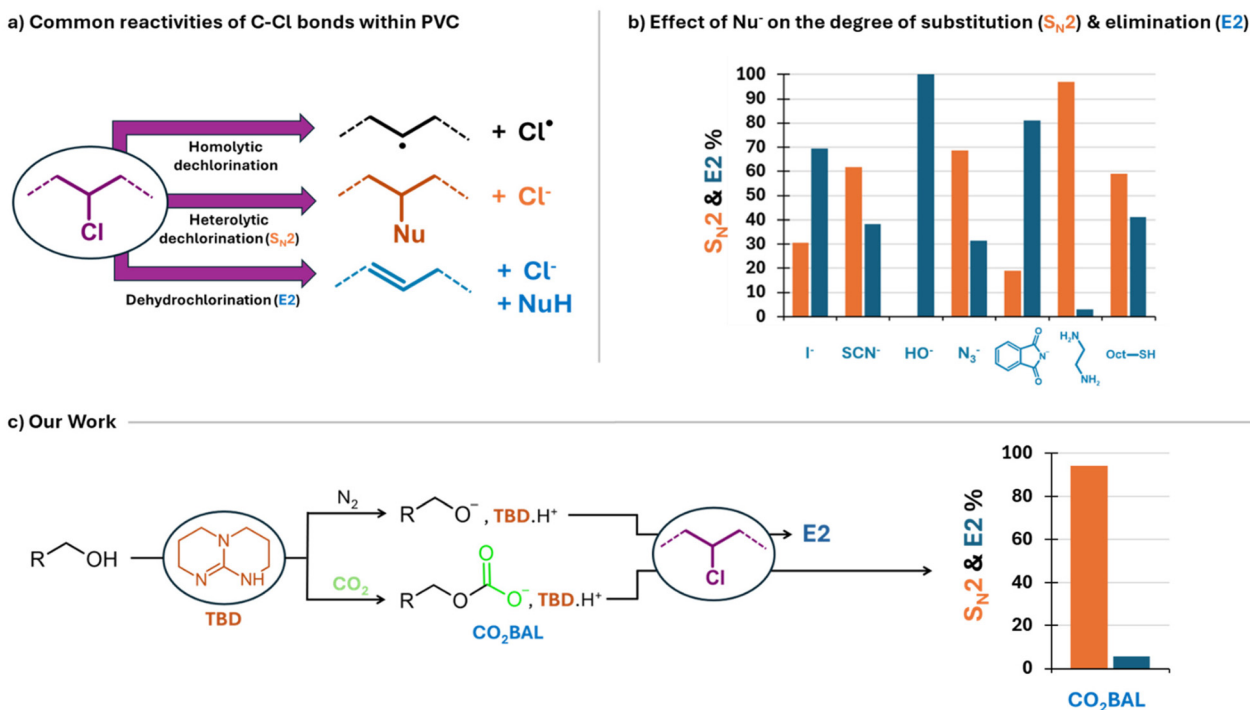 a) Common reactivities of C-Cl bonds within PVC
Cl
Homolytic
dechlorination
Heterolytic
dechlorination (SN2)
Dehydrochlorination (E2)
+ Cl•
Nu
+ Cl-
+ Cl-
+ NuH
b) Effect of Nu- on the degree of substitution (SN2) & elimination (E2)
SN2 & E2 %
100
90
80
70
60
50
40
30
20
10
0
I-
SCN-
HO-
N3-
O
N-
O
H2N
NH2
Oct—SH
c) Our Work
R
OH
N
N
NH
TBD
N2
R
O-
, TBD.H+
CO2
R
O
O
O-
, TBD.H+
CO2BAL
Cl
E2
SN2 & E2 %
100
80
60
40
20
0
CO2BAL